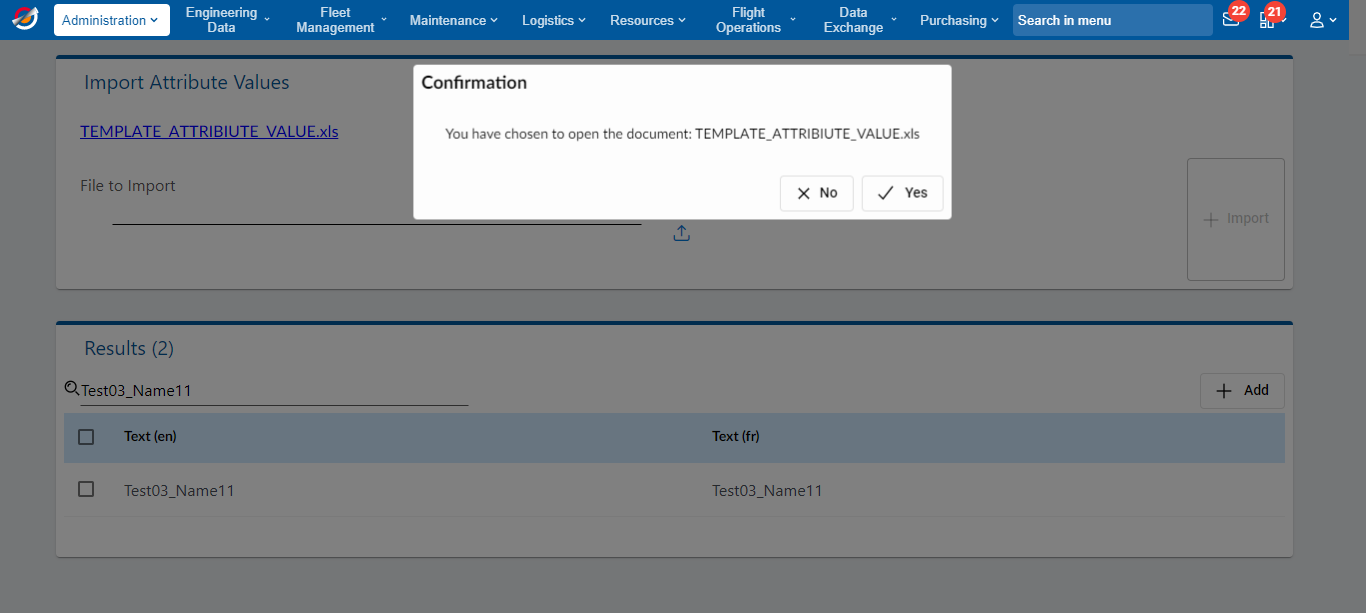 Administration
Engineering Data
Fleet Management
Maintenance
Logistics
Resources
Flight Operations
Data Exchange
Purchasing
Search in menu
22
21
Import Attribute Values
Confirmation
TEMPLATE_ATTRIBIUTE_VALUE.xls
You have chosen to open the document: TEMPLATE_ATTRIBIUTE_VALUE.xls
File to Import
No
Yes
Import
Results (2)
Test03_Name11
Add
Text (en)
Text (fr)
Test03_Name11
Test03_Name11